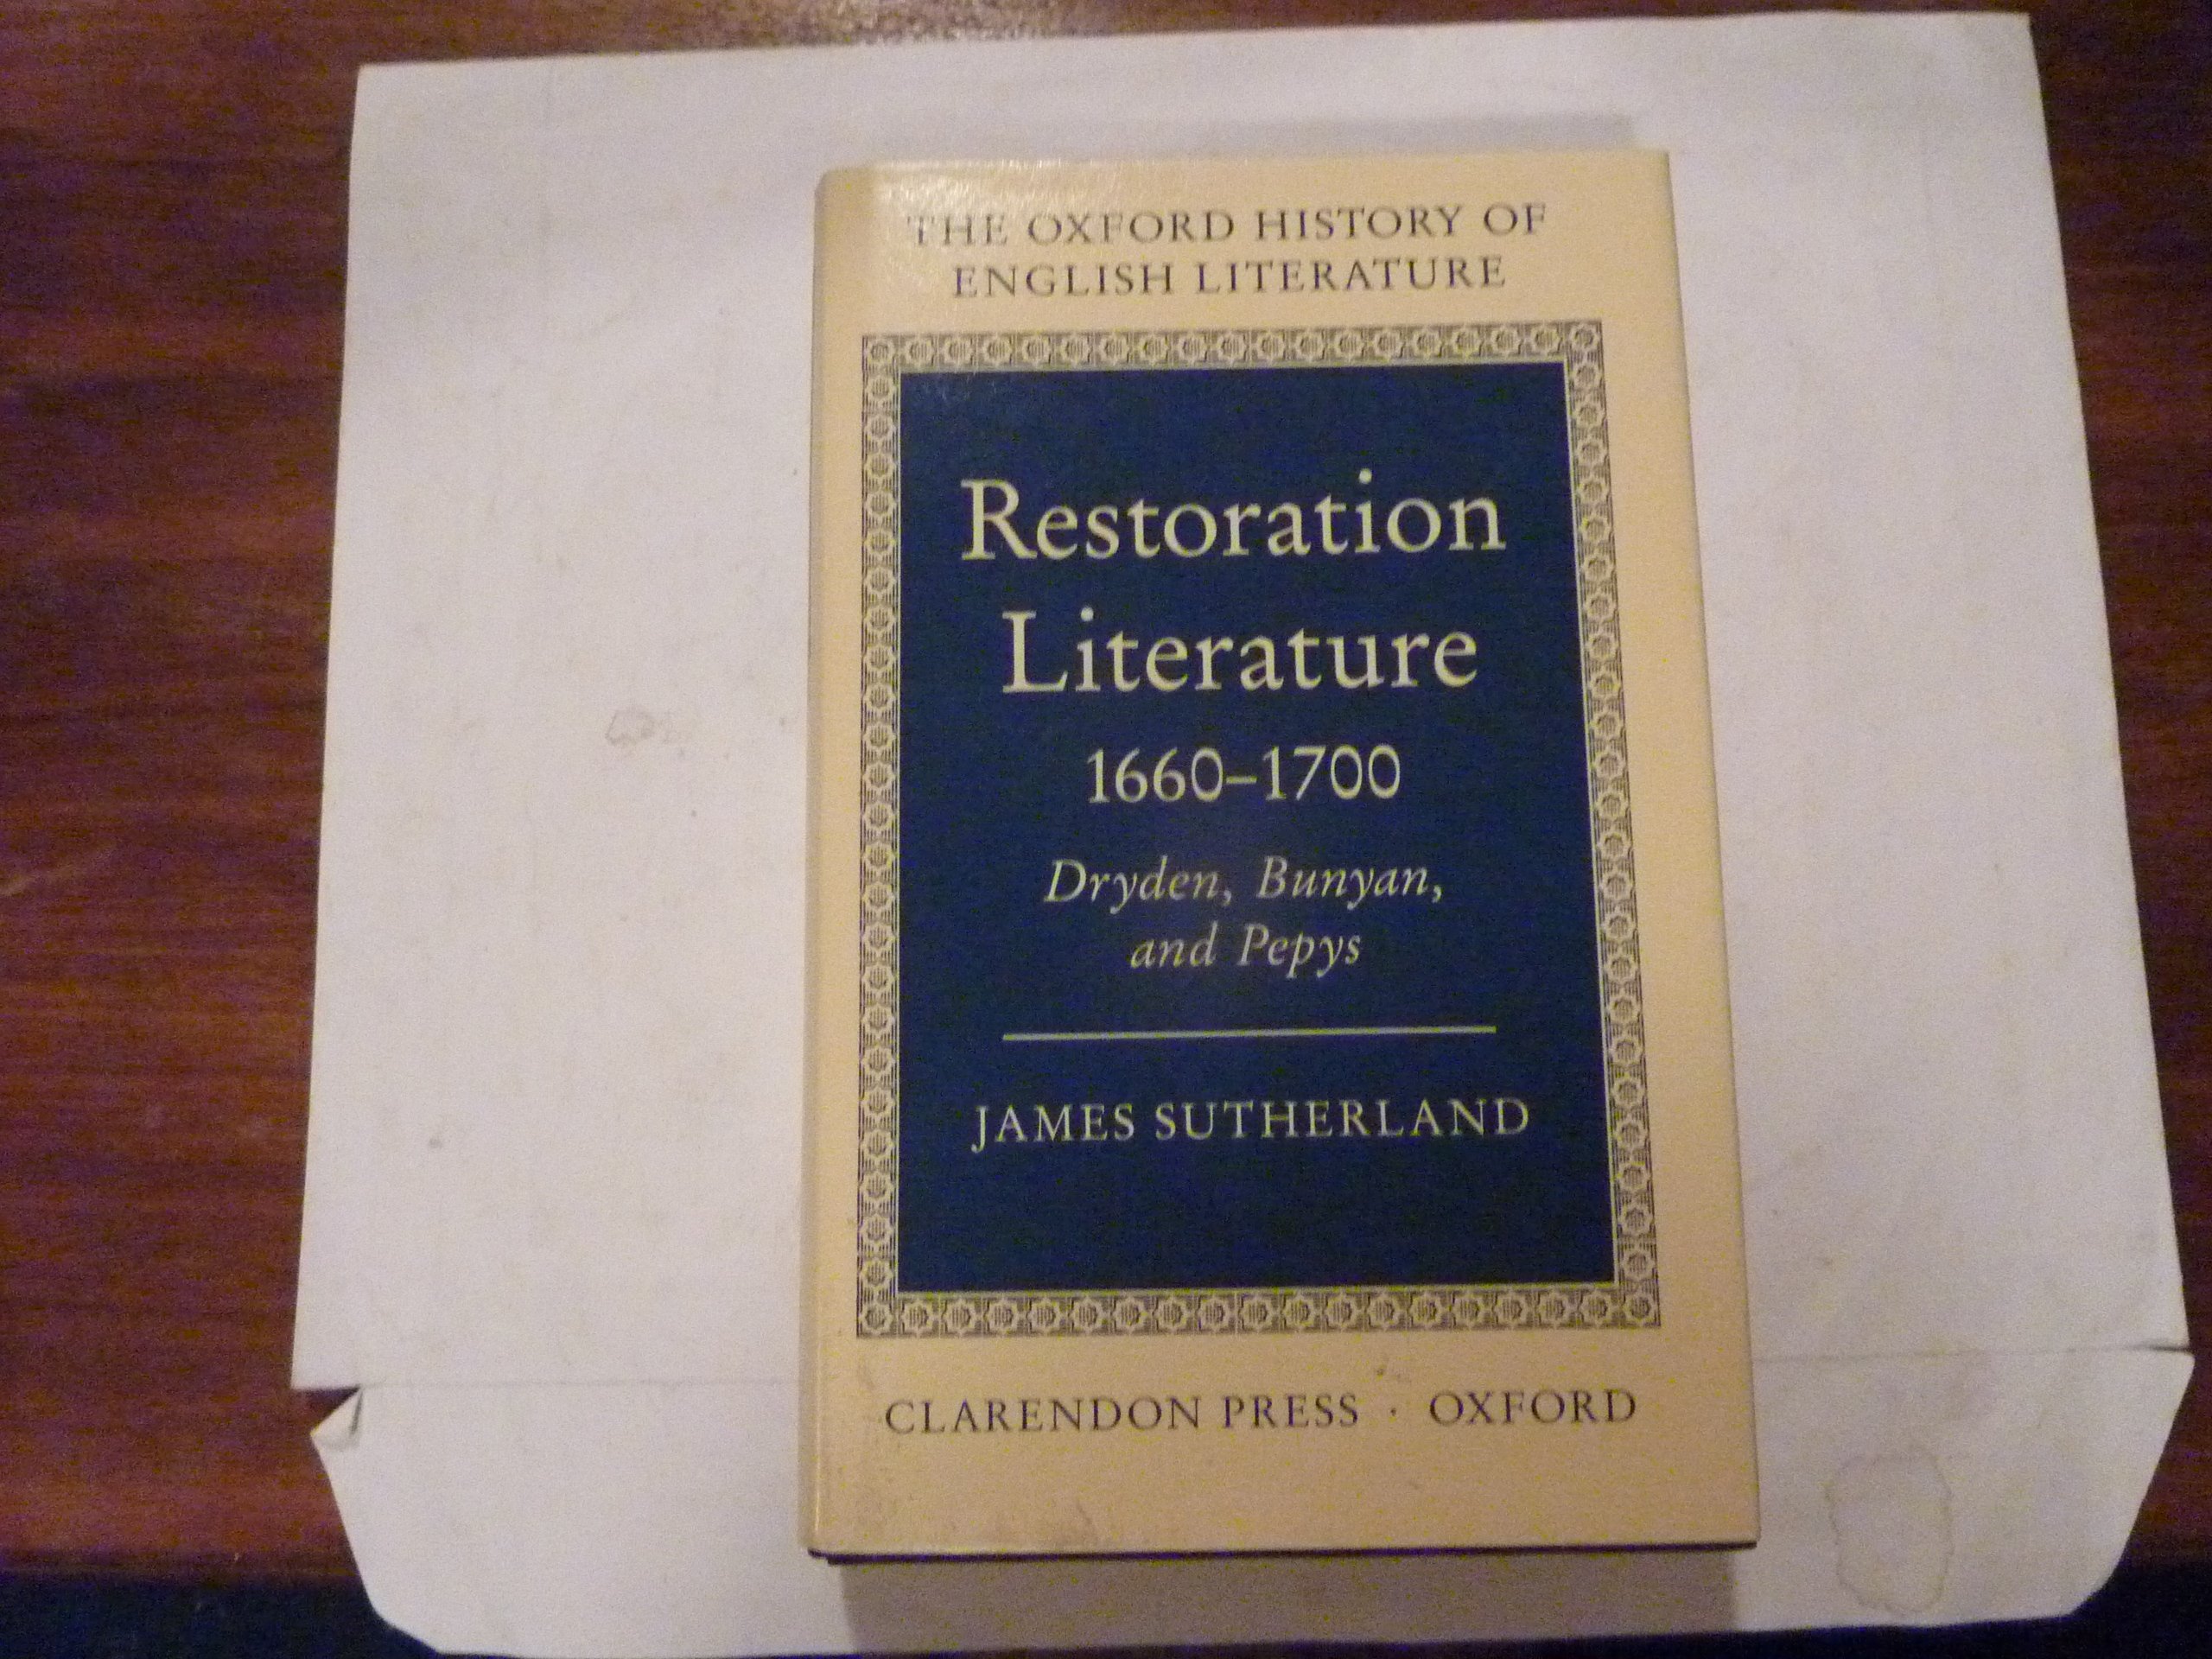 THE OXFORD HISTORY OF
ENGLISH LITERATURE
Restoration
Literature
1660–1700
Dryden, Bunyan,
and Pepys
JAMES SUTHERLAND
CLARENDON PRESS · OXFORD